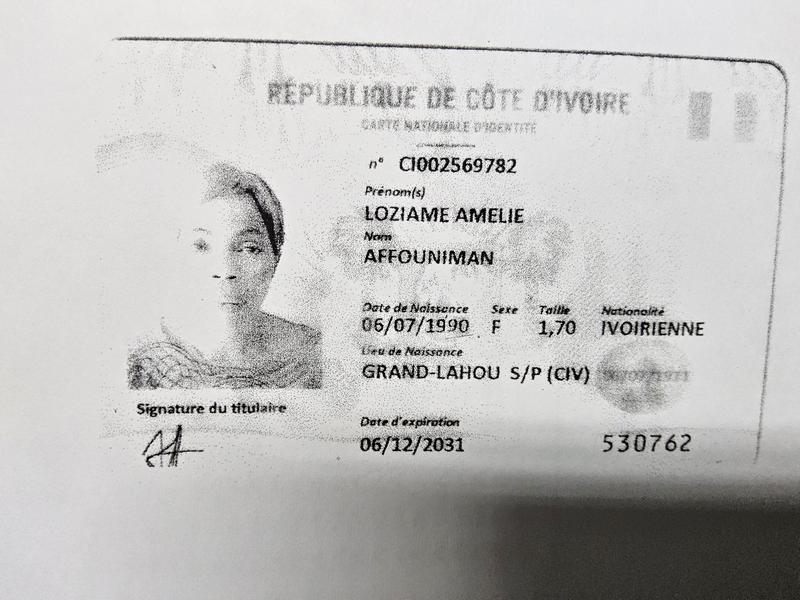 RÉPUBLIQUE DE CÔTE D'IVOIRE
CARTE NATIONALE D'IDENTITÉ
n° CI002569782
Prénom(s)
LOZIAME AMELIE
Nom
AFFOUNIMAN
Date de Naissance Sexe Taille Nationalité
06/07/1990 F 1,70 IVOIRIENNE
Lieu de Naissance
GRAND-LAHOU S/P (CIV)
Signature du titulaire
Date d'expiration
06/12/2031 530762